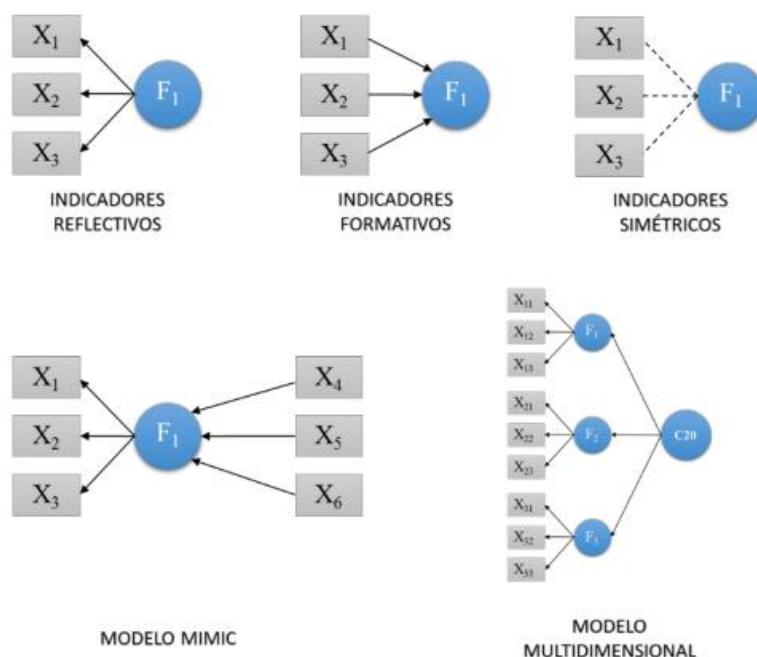 X1
X2
X3
F1
INDICADORES
REFLECTIVOS
X1
X2
X3
F1
INDICADORES
FORMATIVOS
X1
X2
X3
F1
INDICADORES
SIMÉTRICOS
X1
X2
X3
F1
X4
X5
X6
MODELO MIMIC
X11
X12
X13
F1
X21
X22
X23
F2
X31
X32
X33
F3
C20
MODELO
MULTIDIMENSIONAL